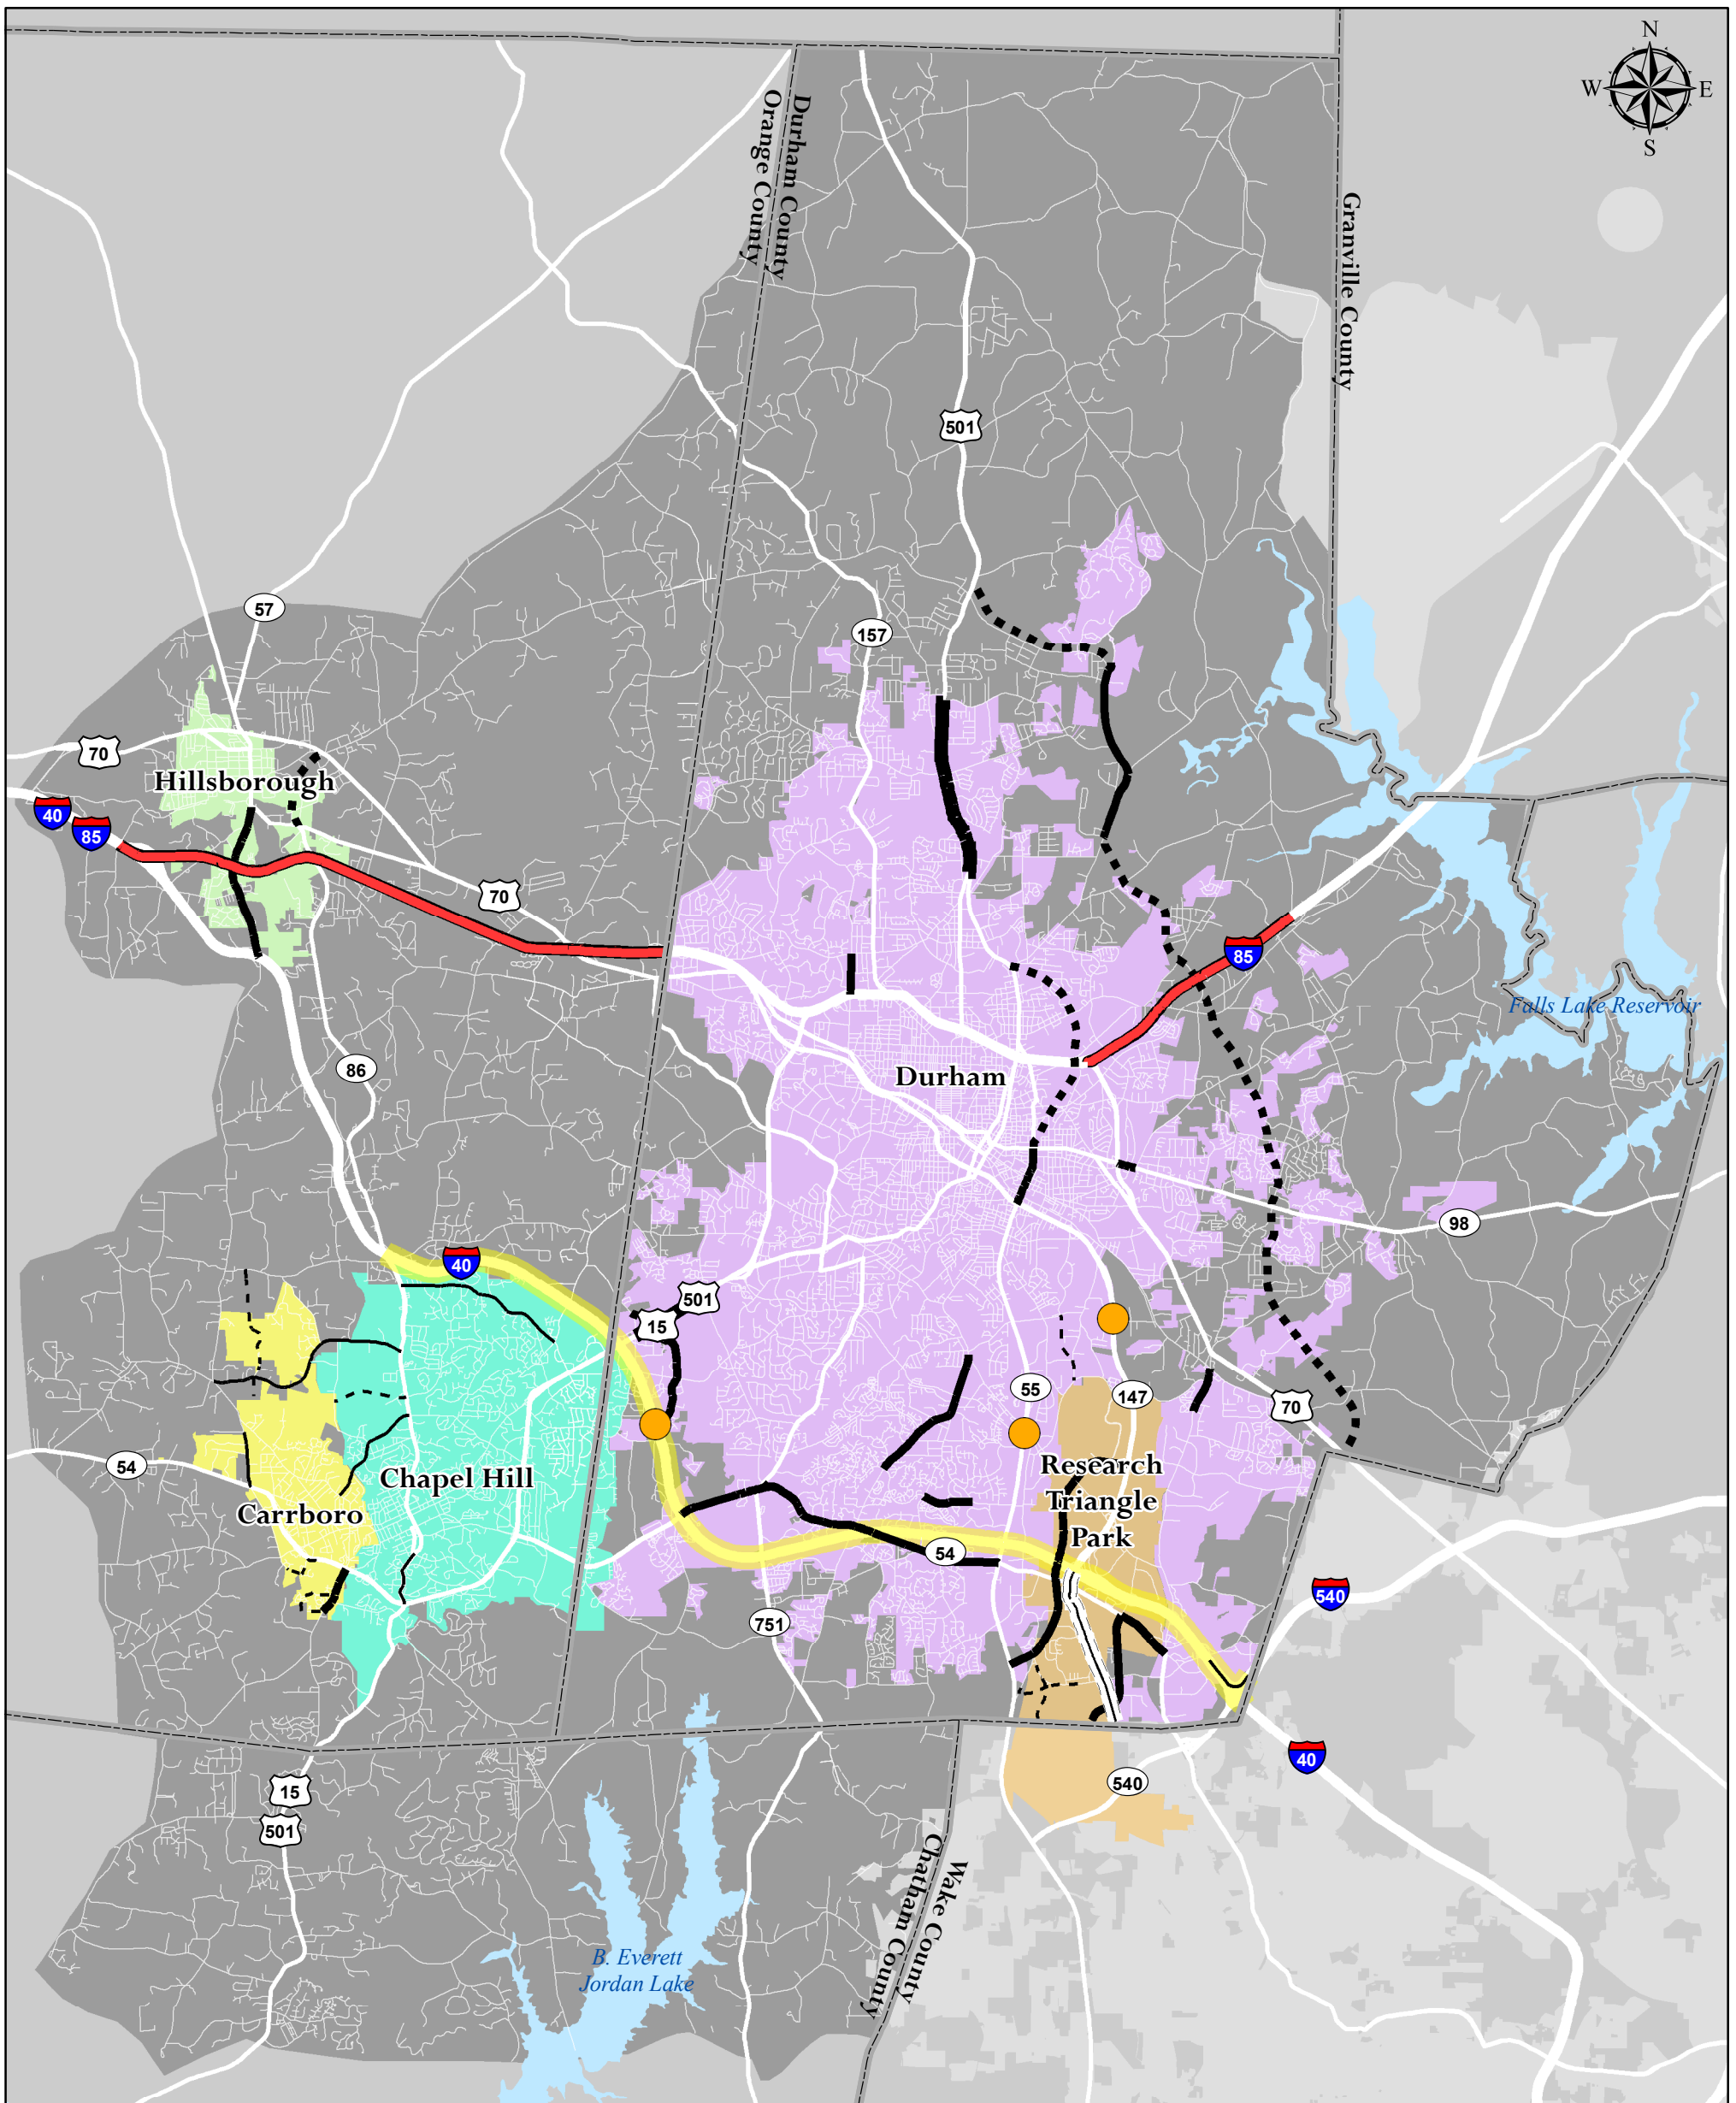 N
W
E
S
Durham County
Orange County
Granville County
501
57
157
70
Hillsborough
40
85
70
85
Falls Lake Reservoir
86
Durham
98
40
501
15
55
147
70
54
Chapel Hill
Carrboro
Research
Triangle
Park
54
540
751
40
15
540
501
Wake County
Chatham County
B. Everett
Jordan Lake